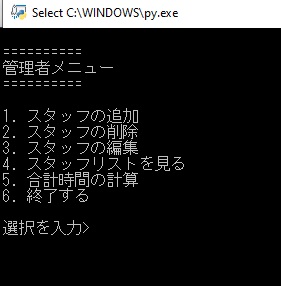 Select C:\WINDOWS\py.exe
==========
管理者メニュー
==========
1. スタッフの追加
2. スタッフの削除
3. スタッフの編集
4. スタッフリストを見る
5. 合計時間の計算
6. 終了する
選択を入力>